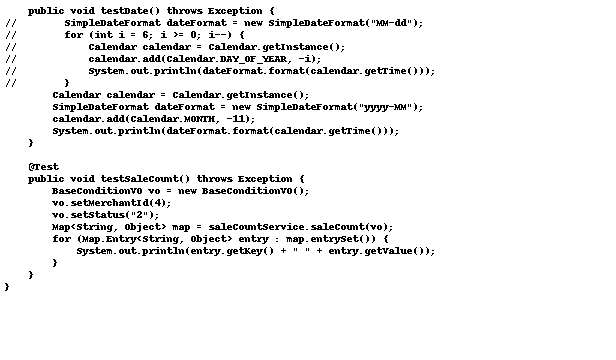 public void testDate() throws Exception {
//        SimpleDateFormat dateFormat = new SimpleDateFormat("MM-dd");
//        for (int i = 6; i >= 0; i--) {
//            Calendar calendar = Calendar.getInstance();
//            calendar.add(Calendar.DAY_OF_YEAR, -i);
//            System.out.println(dateFormat.format(calendar.getTime()));
//        }
        Calendar calendar = Calendar.getInstance();
        SimpleDateFormat dateFormat = new SimpleDateFormat("yyyy-MM");
        calendar.add(Calendar.MONTH, -11);
        System.out.println(dateFormat.format(calendar.getTime()));
    }

    @Test
    public void testSaleCount() throws Exception {
        BaseConditionVO vo = new BaseConditionVO();
        vo.setMerchantId(4);
        vo.setStatus("2");
        Map<String, Object> map = saleCountService.saleCount(vo);
        for (Map.Entry<String, Object> entry : map.entrySet()) {
            System.out.println(entry.getKey() + " " + entry.getValue());
        }
    }
}